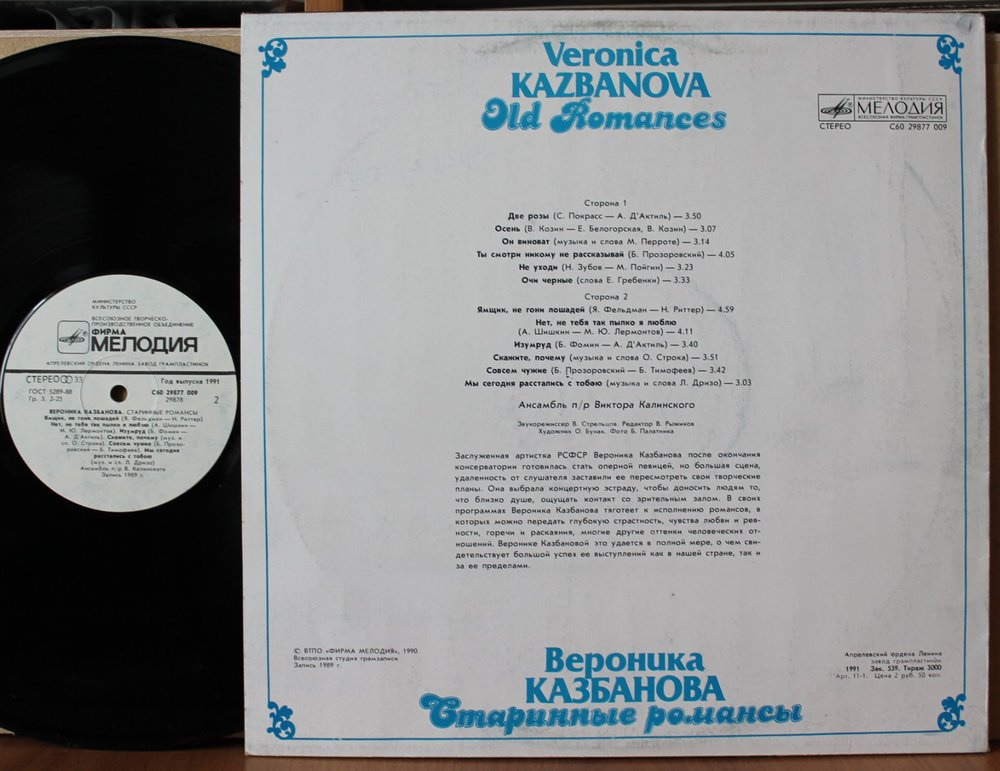 Veronica
KAZBANOVA
Old Romances
МИНИСТЕРСТВО КУЛЬТУРЫ СССР
МЕЛОДИЯ
ВСЕСОЮЗНАЯ ФИРМА ГРАМПЛАСТИНОК
СТЕРЕО С60 29877 009
Сторона 1
Две розы (С. Покрасс — А. Д'Актиль) — 3.50
Осень (В. Козин — Е. Белогорская, В. Козин) — 3.07
Он виноват (музыка и слова М. Перроте) — 3.14
Ты смотри никому не рассказывай (Б. Прозоровский) — 4.05
Не уходи (Н. Зубов — М. Пойгин) — 3.23
Очи черные (слова Е. Гребенки) — 3.33
Сторона 2
Ямщик, не гони лошадей (Я. Фельдман — Н. Риттер) — 4.59
Нет, не тебя так пылко я люблю
(А. Шишкин — М. Ю. Лермонтов) — 4.11
Изумруд (Б. Фомин — А. Д'Актиль) — 3.40
Скажите, почему (музыка и слова О. Строка) — 3.51
Совсем чужие (Б. Прозоровский — Б. Тимофеев) — 3.42
Мы сегодня расстались с тобою (музыка и слова Л. Дризо) — 3.03
Ансамбль п/р Виктора Калинского
Звукорежиссер В. Стрельцов. Редактор В. Рыжиков
Художник О. Бунак. Фото Б. Палатника
Заслуженная артистка РСФСР Вероника Казбанова после окончания
консерватории готовилась стать оперной певицей, но большая сцена,
удаленность от слушателя заставили ее пересмотреть свои творческие
планы. Она выбрала концертную эстраду, чтобы доносить людям то,
что близко душе, ощущать контакт со зрительным залом. В своих
программах Вероника Казбанова тяготеет к исполнению романсов, в
которых можно передать глубокую страстность, чувства любви и рев-
ности, горечи и раскаяния, многие другие оттенки человеческих от-
ношений. Веронике Казбановой это удается в полной мере, о чем сви-
детельствует большой успех ее выступлений как в нашей стране, так и
за ее пределами.
© ВТПО «ФИРМА МЕЛОДИЯ», 1990
Всесоюзная студия грамзаписи
Запись 1989 г.
Вероника
КАЗБАНОВА
Старинные романсы
Апрелевский ордена Ленина
завод грампластинок
1991 Зак. 539. Тираж 3000
Арт. 11-1. Цена 2 руб. 50 коп.
МИНИСТЕРСТВО
КУЛЬТУРЫ СССР
ВСЕСОЮЗНОЕ ТВОРЧЕСКО-
ПРОИЗВОДСТВЕННОЕ ОБЪЕДИНЕНИЕ
ФИРМА
МЕЛОДИЯ
АПРЕЛЕВСКИЙ ОРДЕНА ЛЕНИНА ЗАВОД ГРАМПЛАСТИНОК
СТЕРЕО 33 Год выпуска 1991
ГОСТ 5289-88 С60 29877 009
Гр. 3. 2-25 29878 2
ВЕРОНИКА КАЗБАНОВА. СТАРИННЫЕ РОМАНСЫ
Ямщик, не гони лошадей (Я. Фельдман — Н. Риттер)
Нет, не тебя так пылко я люблю (А. Шишкин —
М. Ю. Лермонтов). Изумруд (Б. Фомин
— А. Д'Актиль). Скажите, почему (муз. и
сл. О. Строка). Совсем чужие (Б. Прозо-
ровский — Б. Тимофеев). Мы сегодня
расстались с тобою
(муз. и сл. Л. Дризо)
Ансамбль п/р В. Калинского
Запись 1989 г.